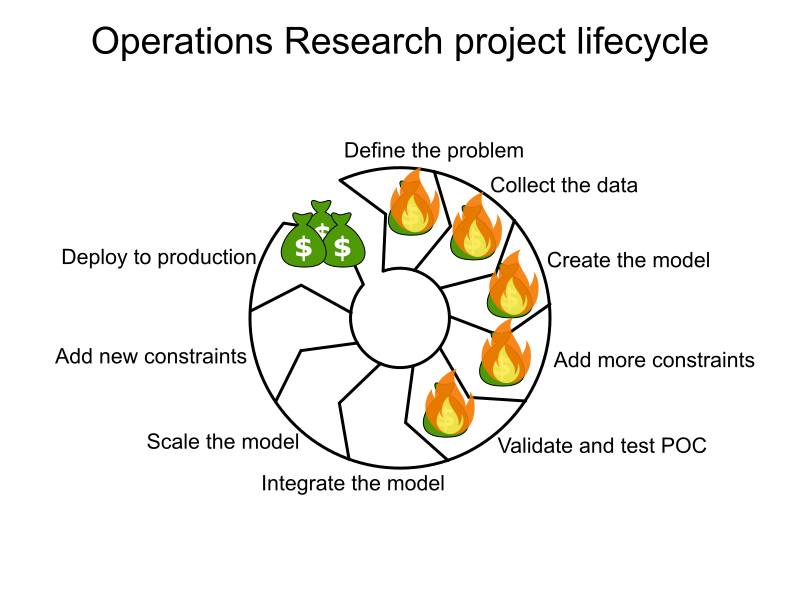 Operations Research project lifecycle
Define the problem
Collect the data
Create the model
Add more constraints
Validate and test POC
Integrate the model
Scale the model
Add new constraints
Deploy to production
$
$
$